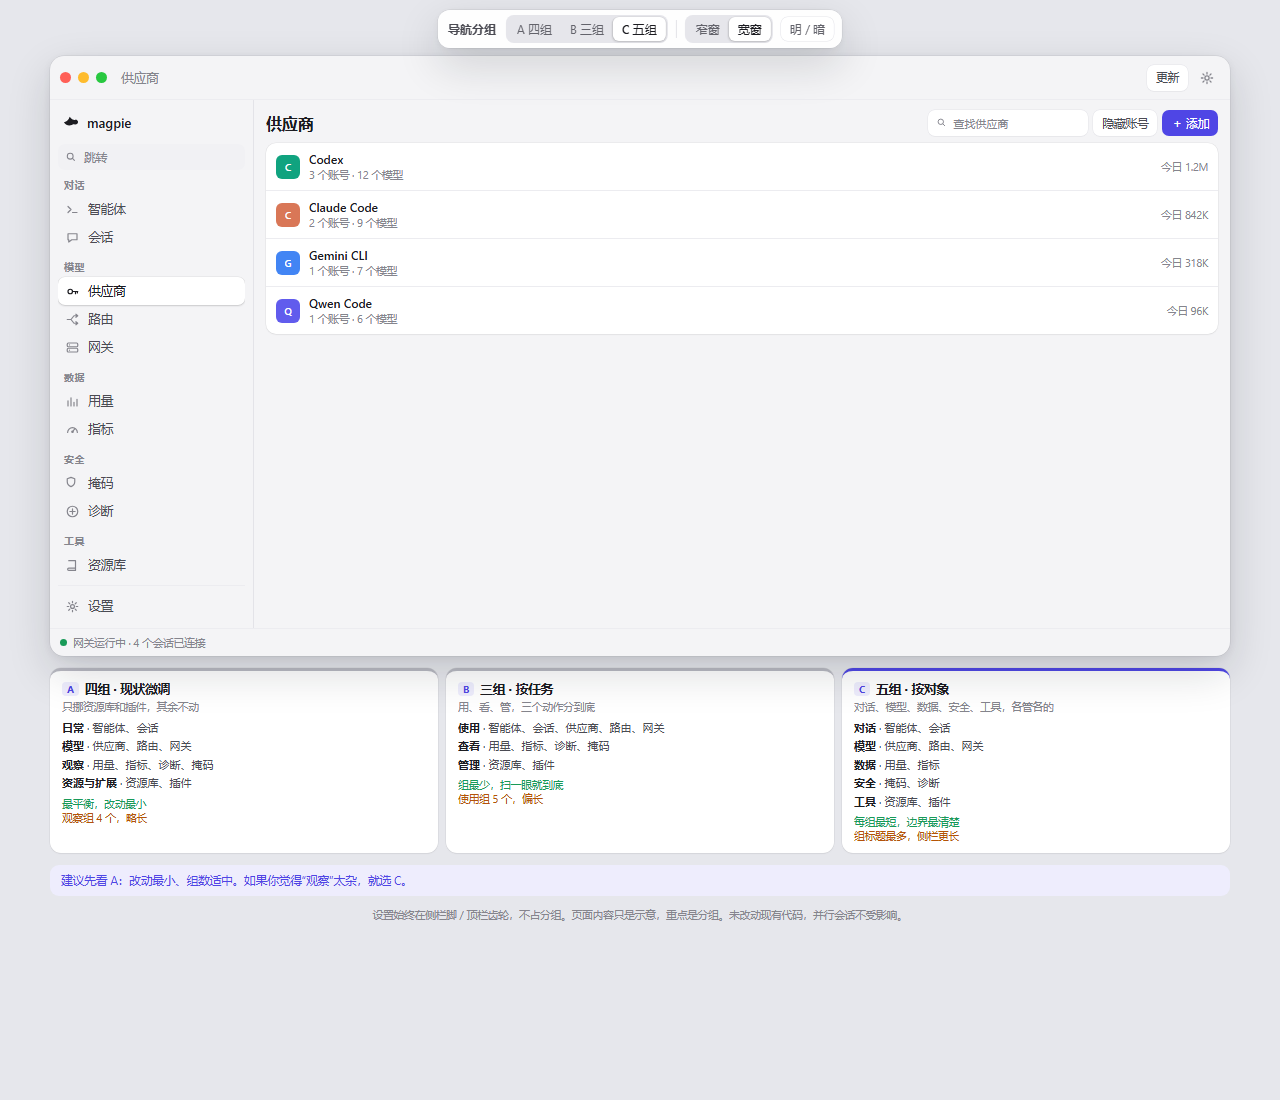 导航分组 A 四组 B 三组 C 五组 窄窗 宽窗 明 / 暗
供应商 更新
magpie
跳转
对话
智能体
会话
模型
供应商
路由
网关
数据
用量
指标
安全
掩码
诊断
工具
资源库
设置
供应商 查找供应商 隐藏账号 + 添加
C Codex 今日 1.2M
3 个账号 · 12 个模型
C Claude Code 今日 842K
2 个账号 · 9 个模型
G Gemini CLI 今日 318K
1 个账号 · 7 个模型
Q Qwen Code 今日 96K
1 个账号 · 6 个模型
网关运行中 · 4 个会话已连接
A 四组 · 现状微调
只挪资源库和插件，其余不动
日常 · 智能体、会话
模型 · 供应商、路由、网关
观察 · 用量、指标、诊断、掩码
资源与扩展 · 资源库、插件
最平衡，改动最小
观察组 4 个，略长
B 三组 · 按任务
用、看、管，三个动作分到底
使用 · 智能体、会话、供应商、路由、网关
查看 · 用量、指标、诊断、掩码
管理 · 资源库、插件
组最少，扫一眼就到底
使用组 5 个，偏长
C 五组 · 按对象
对话、模型、数据、安全、工具，各管各的
对话 · 智能体、会话
模型 · 供应商、路由、网关
数据 · 用量、指标
安全 · 掩码、诊断
工具 · 资源库、插件
每组最短，边界最清楚
组标题最多，侧栏更长
建议先看 A：改动最小、组数适中。如果你觉得“观察”太杂，就选 C。
设置始终在侧栏脚 / 顶栏齿轮，不占分组。页面内容只是示意，重点是分组。未改动现有代码，并行会话不受影响。